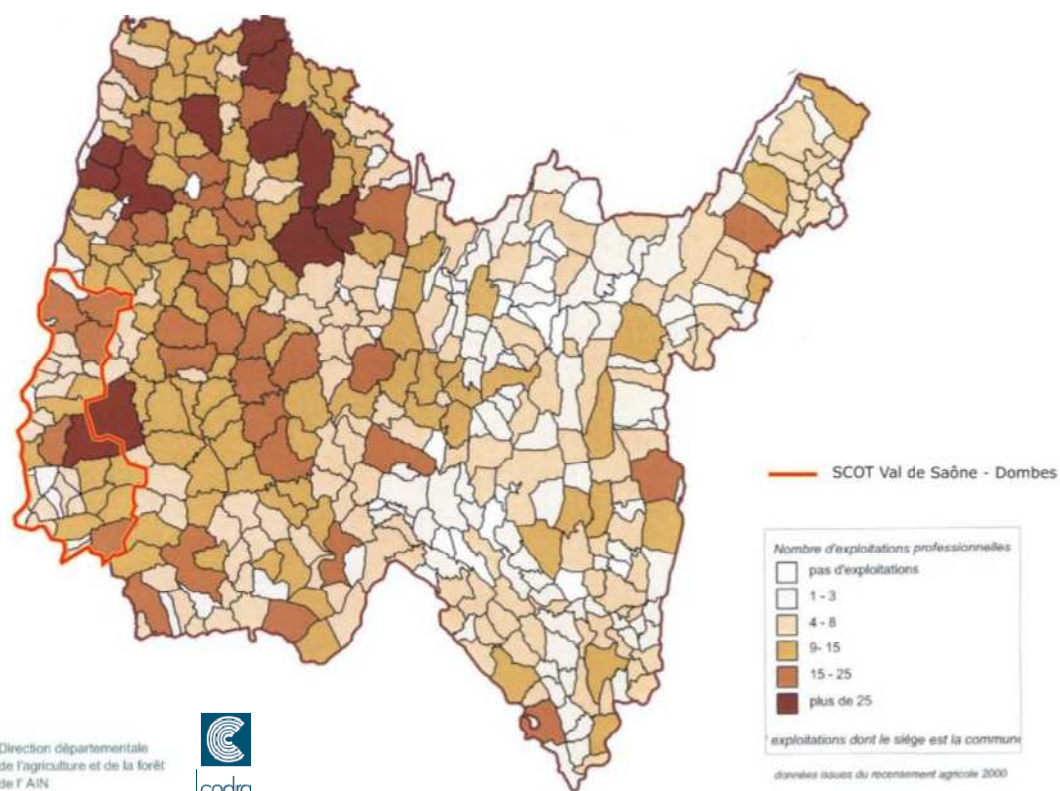 SCOT Val de Saône - Dombes
Nombre d'exploitations professionnelles
pas d'exploitations
1 - 3
4 - 8
9- 15
15 - 25
plus de 25
exploitations dont le siège est la commune
données issues du recensement agricole 2000
Direction départementale
de l'agriculture et de la forêt
de l' AIN
codra